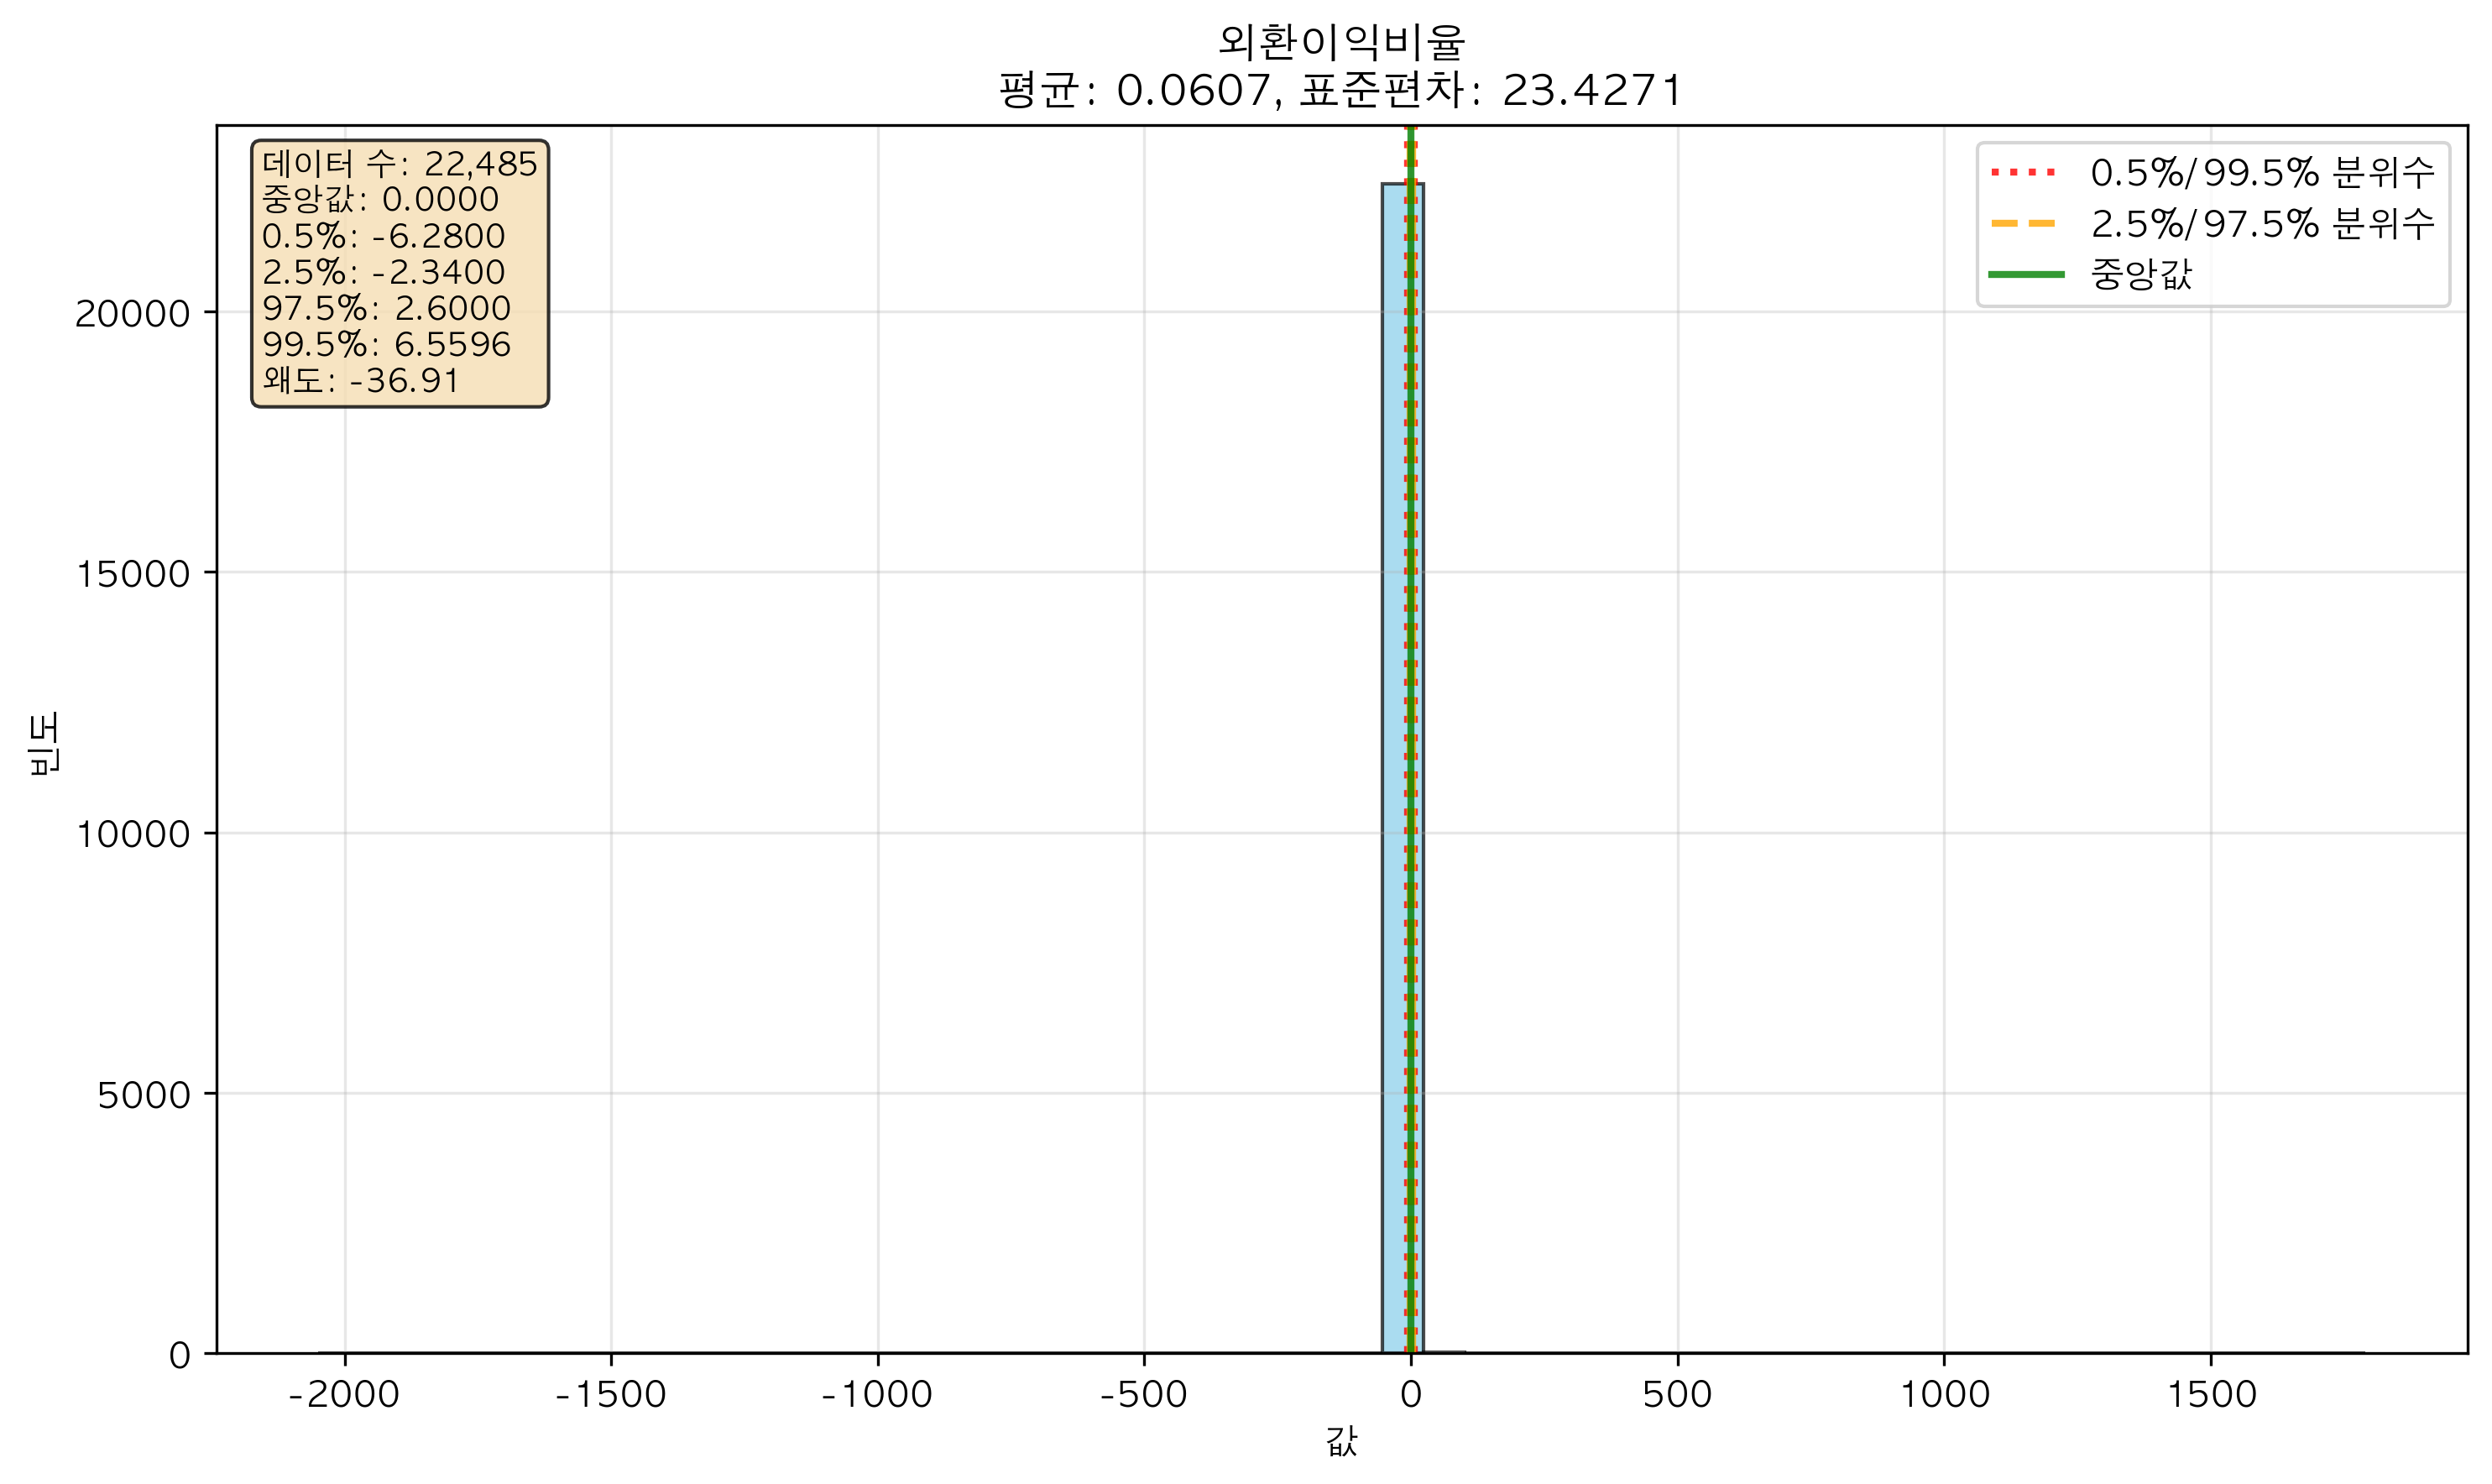 외환이익비율
평균: 0.0607, 표준편차: 23.4271
데이터 수: 22,485
중앙값: 0.0000
0.5%: -6.2800
2.5%: -2.3400
97.5%: 2.6000
99.5%: 6.5596
왜도: -36.91
0.5%/99.5% 분위수
2.5%/97.5% 분위수
중앙값
빈도
20000
15000
10000
5000
0
-2000 -1500 -1000 -500 0 500 1000 1500
값